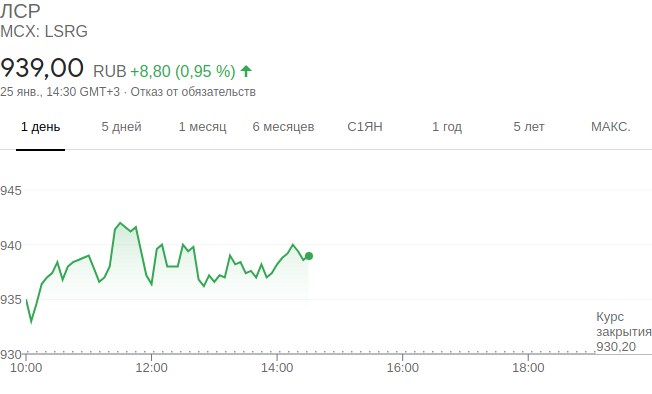 ЛСР
MCX: LSRG
939,00 RUB +8,80 (0,95 %)
25 янв., 14:30 GMT+3 · Отказ от обязательств
1 день 5 дней 1 месяц 6 месяцев С1ЯН 1 год 5 лет МАКС.
945
940
935
Курс
закрытия
930,20
930
10:00 12:00 14:00 16:00 18:00